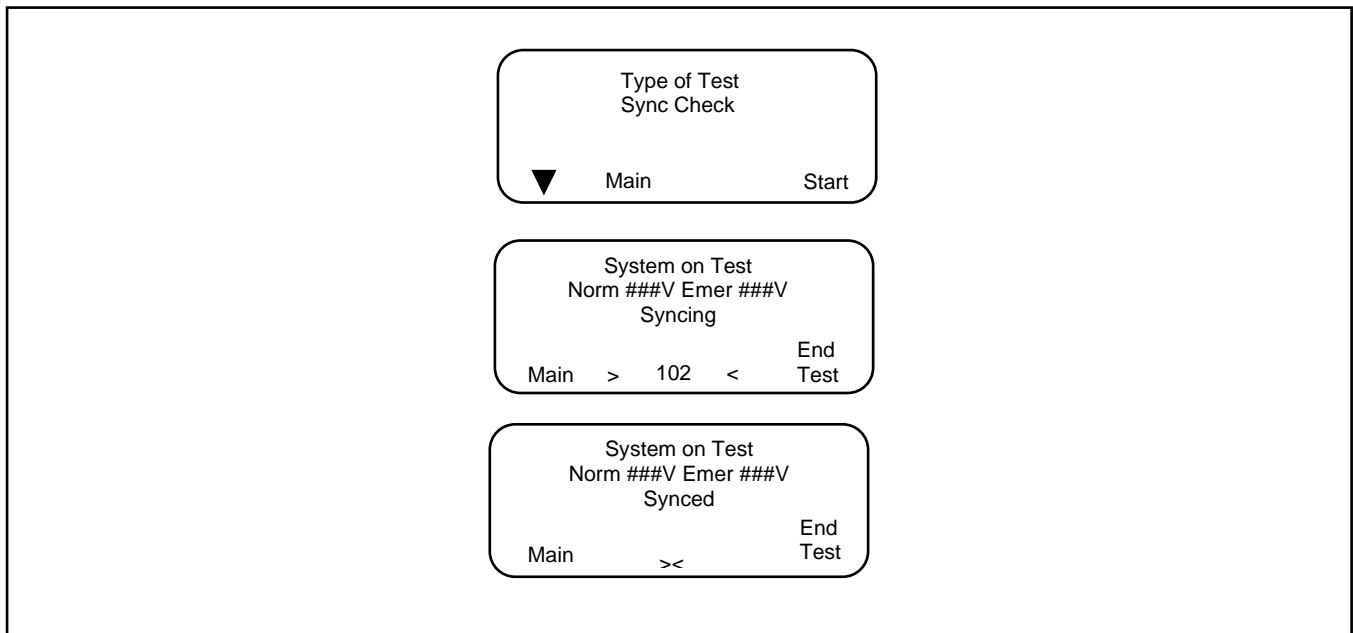 Type of Test
Sync Check
▼ Main Start
System on Test
Norm ###V Emer ###V
Syncing
End
Main > 102 < Test
System on Test
Norm ###V Emer ###V
Synced
End
Main >< Test